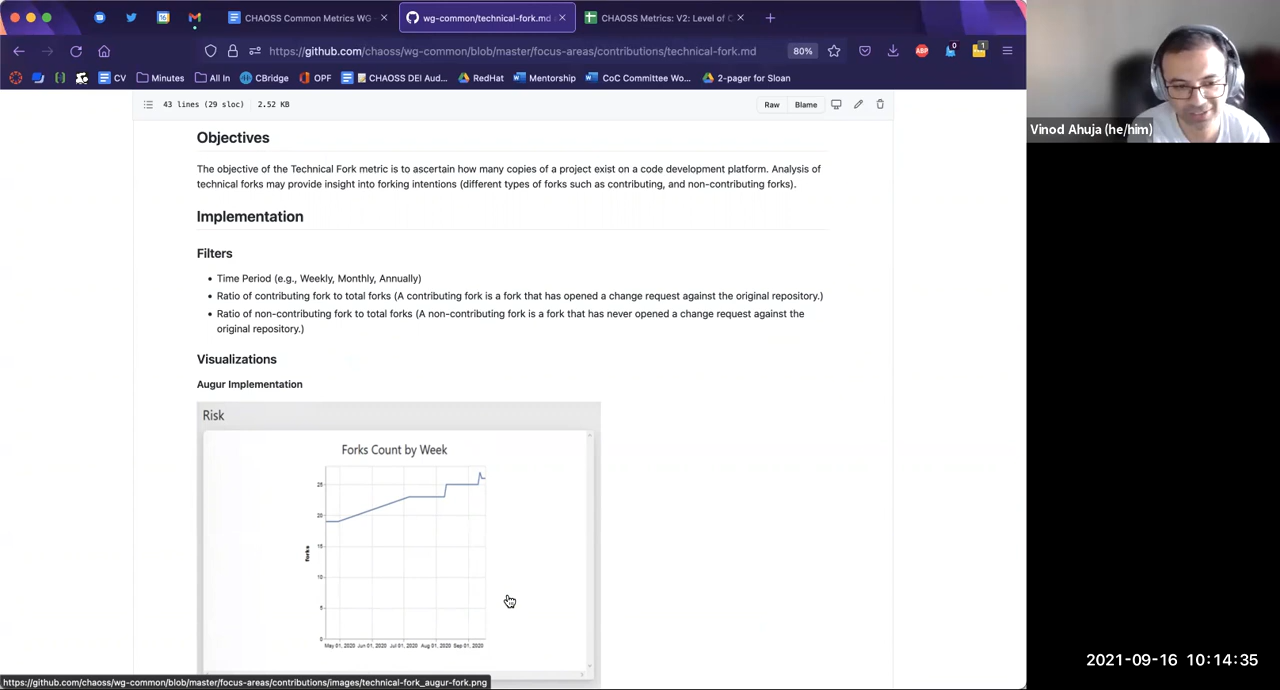 CHAOSS Common Metrics WG
wg-common/technical-fork.md
CHAOSS Metrics: V2: Level of
https://github.com/chaoss/wg-common/blob/master/focus-areas/contributions/technical-fork.md
80%
ABP
0
1
CV
Minutes
All In
CBridge
OPF
CHAOSS DEI Aud...
RedHat
Mentorship
CoC Committee Wo...
2-pager for Sloan
Vinod Ahuja (he/him)
43 lines (29 sloc)
2.52 KB
Raw
Blame
Objectives
The objective of the Technical Fork metric is to ascertain how many copies of a project exist on a code development platform. Analysis of
technical forks may provide insight into forking intentions (different types of forks such as contributing, and non-contributing forks).
Implementation
Filters
• Time Period (e.g., Weekly, Monthly, Annually)
• Ratio of contributing fork to total forks (A contributing fork is a fork that has opened a change request against the original repository.)
• Ratio of non-contributing fork to total forks (A non-contributing fork is a fork that has never opened a change request against the
original repository.)
Visualizations
Augur Implementation
Risk
Forks Count by Week
25
20
15
10
5
0
forks
May 01, 2020 Jun 01, 2020 Jul 01, 2020 Aug 01, 2020 Sep 01, 2020
https://github.com/chaoss/wg-common/blob/master/focus-areas/contributions/images/technical-fork_augur-fork.png
2021-09-16 10:14:35